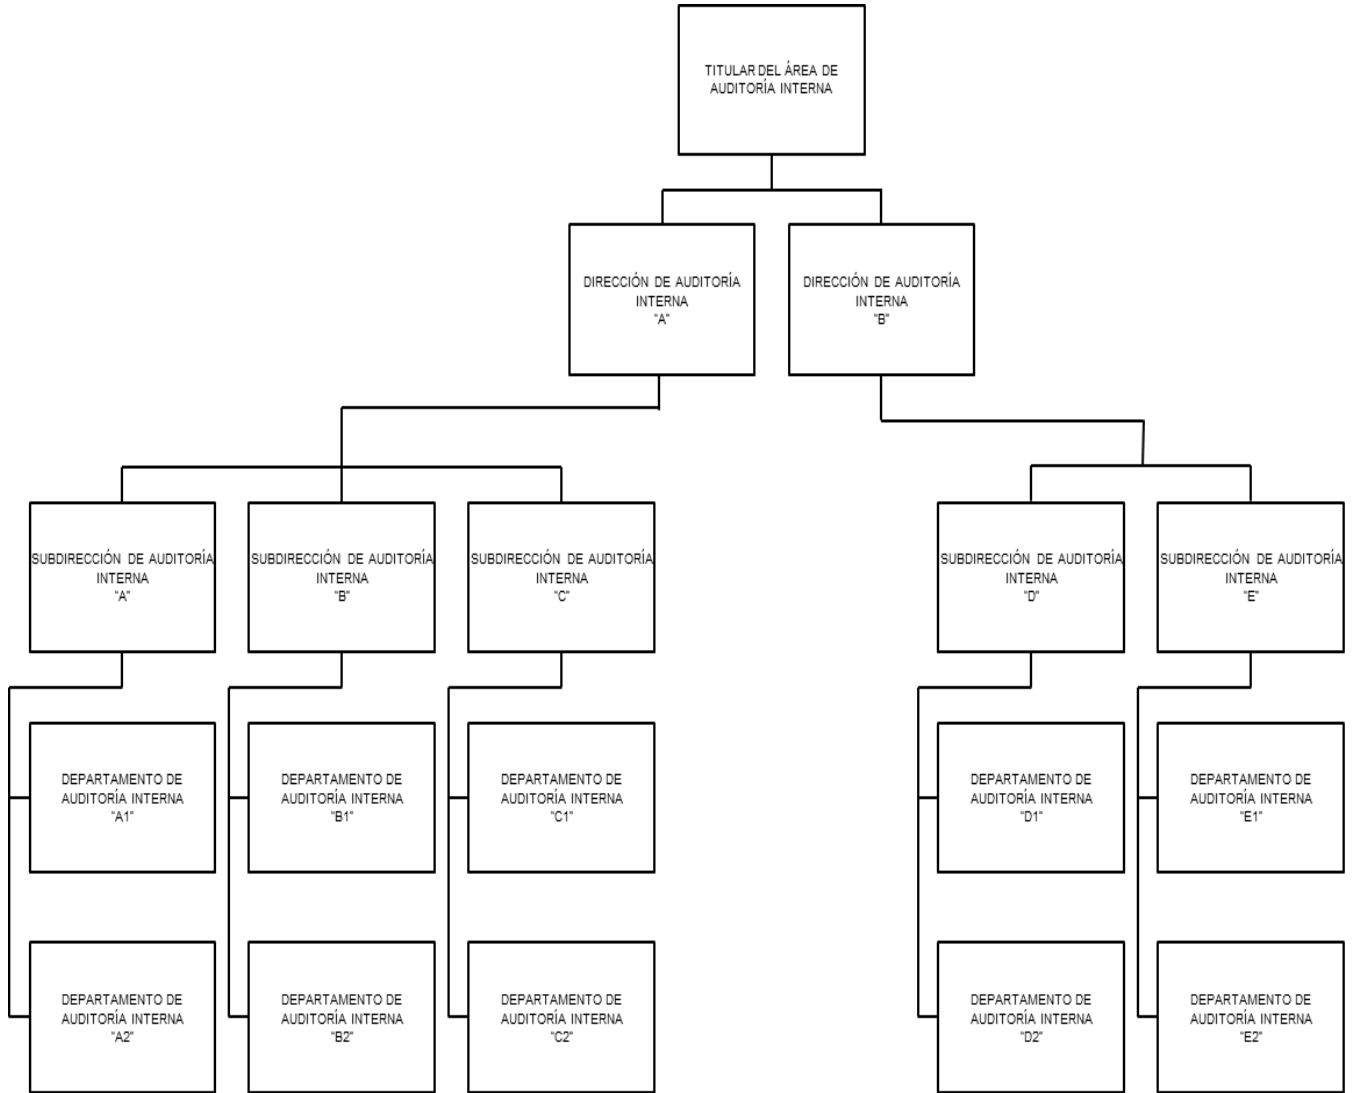 TITULAR DEL ÁREA DE
AUDITORÍA INTERNA
DIRECCIÓN DE AUDITORÍA
INTERNA
"A"
DIRECCIÓN DE AUDITORÍA
INTERNA
"B"
SUBDIRECCIÓN DE AUDITORÍA
INTERNA
"A"
SUBDIRECCIÓN DE AUDITORÍA
INTERNA
"B"
SUBDIRECCIÓN DE AUDITORÍA
INTERNA
"C"
SUBDIRECCIÓN DE AUDITORÍA
INTERNA
"D"
SUBDIRECCIÓN DE AUDITORÍA
INTERNA
"E"
DEPARTAMENTO DE
AUDITORÍA INTERNA
"A1"
DEPARTAMENTO DE
AUDITORÍA INTERNA
"B1"
DEPARTAMENTO DE
AUDITORÍA INTERNA
"C1"
DEPARTAMENTO DE
AUDITORÍA INTERNA
"D1"
DEPARTAMENTO DE
AUDITORÍA INTERNA
"E1"
DEPARTAMENTO DE
AUDITORÍA INTERNA
"A2"
DEPARTAMENTO DE
AUDITORÍA INTERNA
"B2"
DEPARTAMENTO DE
AUDITORÍA INTERNA
"C2"
DEPARTAMENTO DE
AUDITORÍA INTERNA
"D2"
DEPARTAMENTO DE
AUDITORÍA INTERNA
"E2"